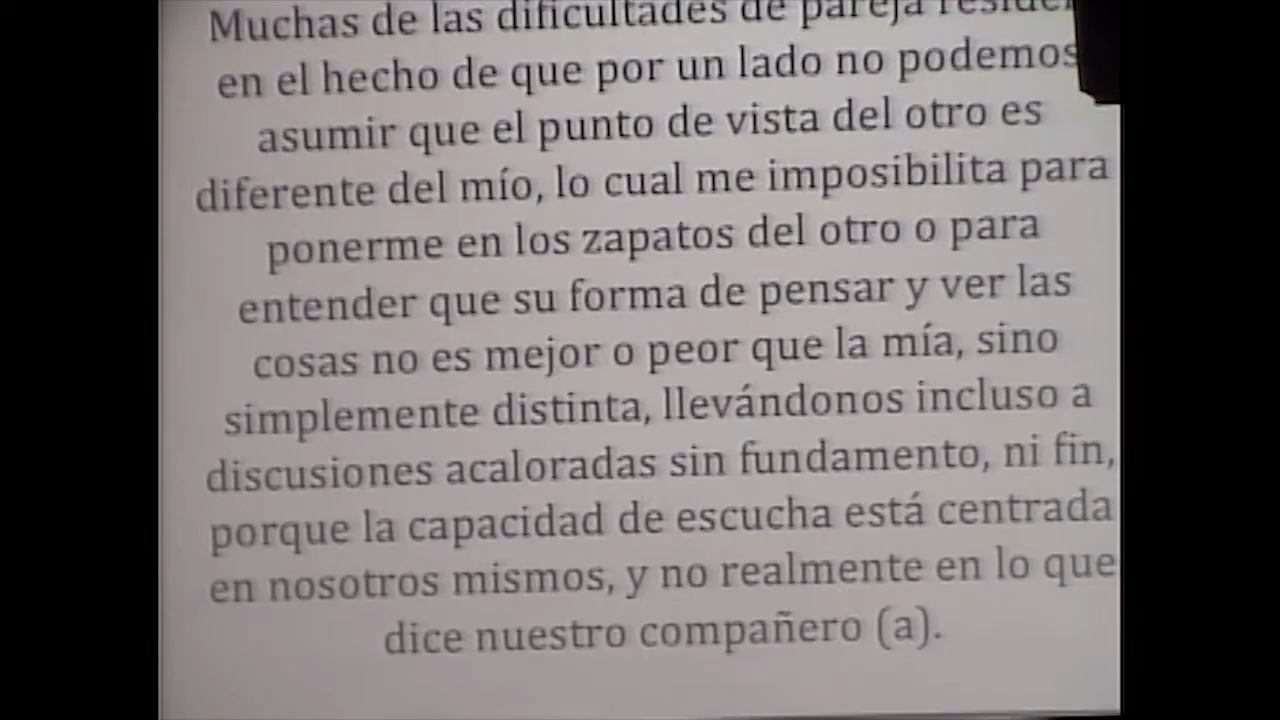 Muchas de las dificultades de pareja
en el hecho de que por un lado no podemos
asumir que el punto de vista del otro es
diferente del mío, lo cual me imposibilita para
ponerme en los zapatos del otro o para
entender que su forma de pensar y ver las
cosas no es mejor o peor que la mía, sino
simplemente distinta, llevándonos incluso a
discusiones acaloradas sin fundamento, ni fin,
porque la capacidad de escucha está centrada
en nosotros mismos, y no realmente en lo que
dice nuestro compañero (a).